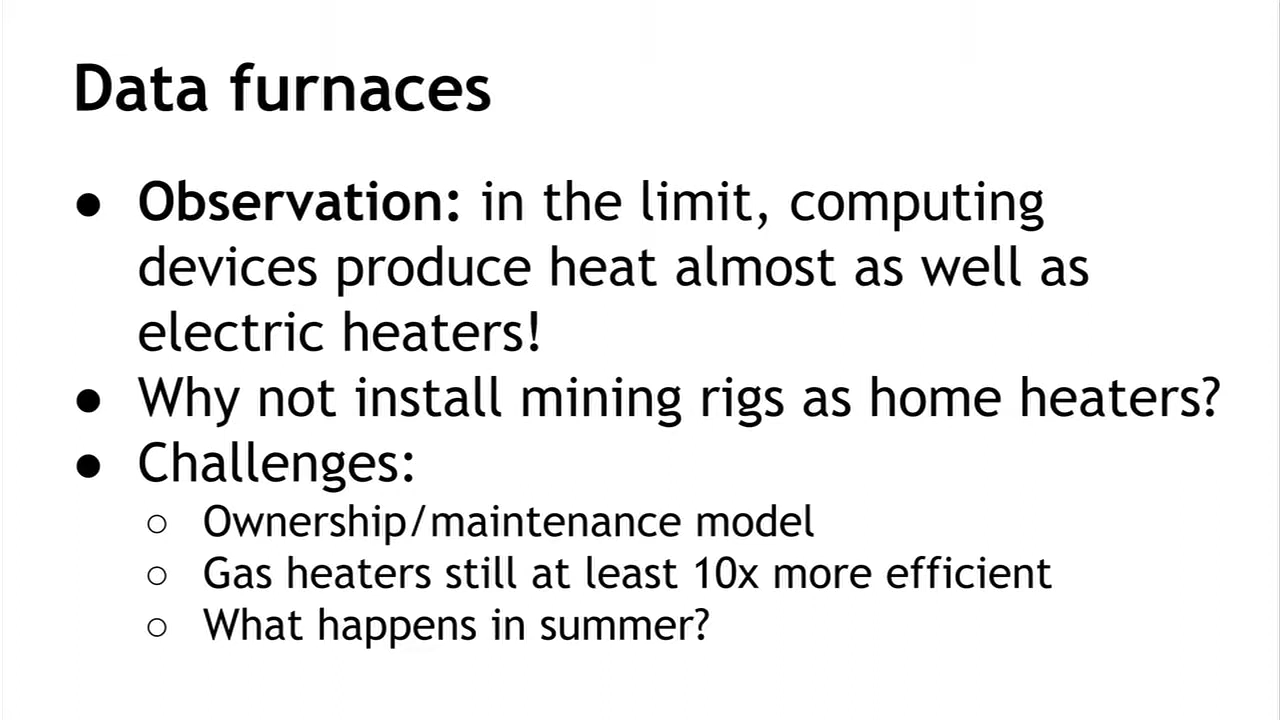 Data furnaces
● Observation: in the limit, computing
devices produce heat almost as well as
electric heaters!
● Why not install mining rigs as home heaters?
● Challenges:
○ Ownership/maintenance model
○ Gas heaters still at least 10x more efficient
○ What happens in summer?